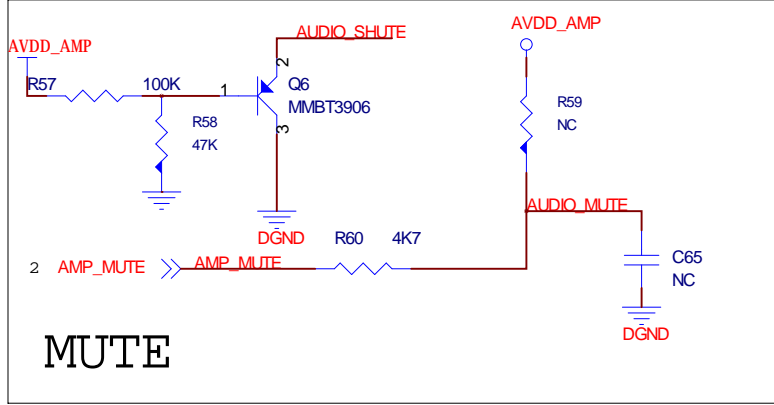 AUDIO_SHUTE
AVDD_AMP
AVDD_AMP
R57 100K 1 2 Q6
MMBT3906
3
R58
47K
R59
NC
DGND
AUDIO_MUTE
R60 4K7
2 AMP_MUTE AMP_MUTE
C65
NC
DGND
MUTE